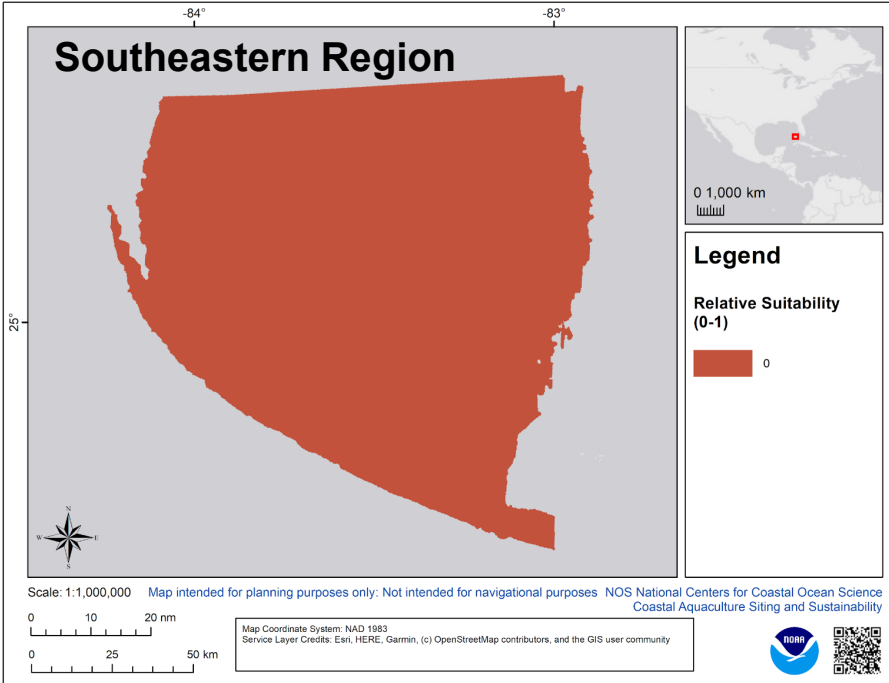 -84°
-83°
Southeastern Region
25°
0 1,000 km
Legend
Relative Suitability
(0-1)
0
N
W
E
S
Scale: 1:1,000,000
Map intended for planning purposes only: Not intended for navigational purposes
NOS National Centers for Coastal Ocean Science
Coastal Aquaculture Siting and Sustainability
0 10 20 nm
0 25 50 km
Map Coordinate System: NAD 1983
Service Layer Credits: Esri, HERE, Garmin, (c) OpenStreetMap contributors, and the GIS user community
NOAA